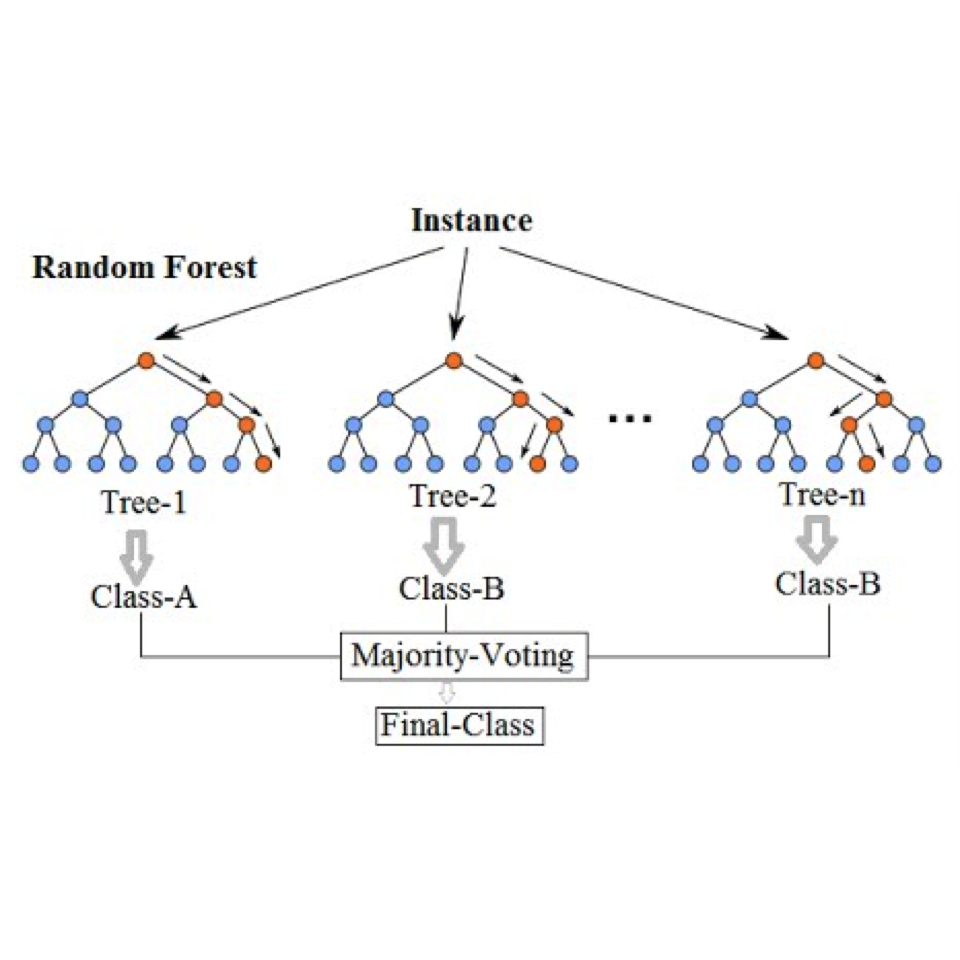 Instance
Random Forest
...
Tree-1
Tree-2
Tree-n
Class-A
Class-B
Class-B
Majority-Voting
Final-Class